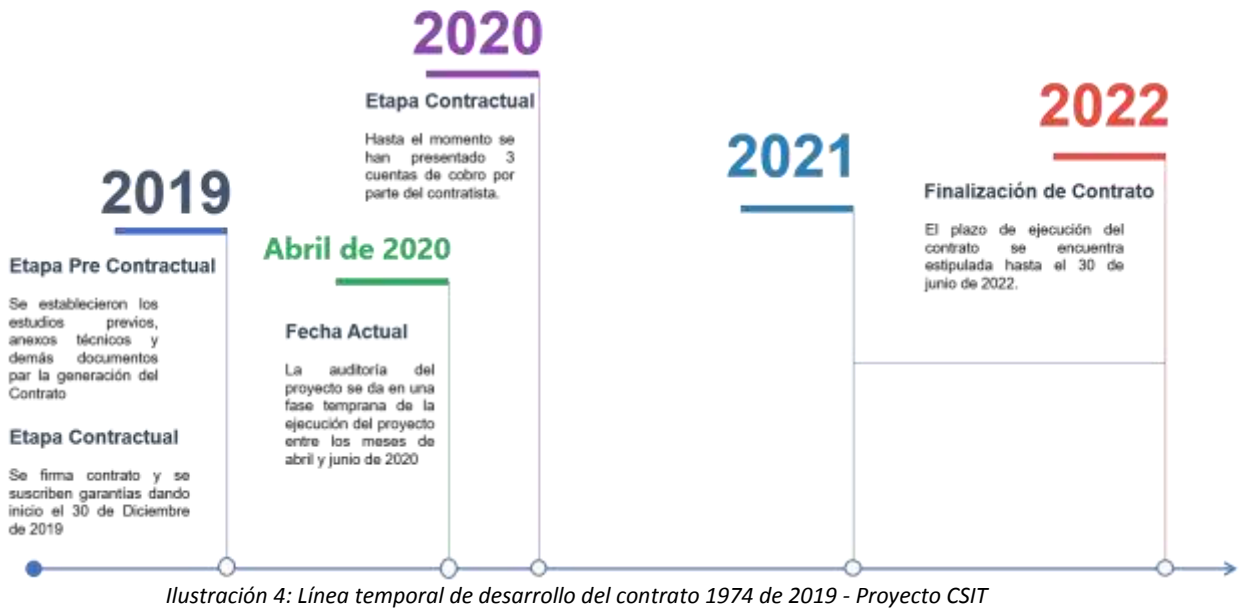 2019
Etapa Pre Contractual
Se establecieron los
estudios previos,
anexos técnicos y
demás documentos
par la generación del
Contrato
Etapa Contractual
Se firma contrato y se
suscriben garantías dando
inicio el 30 de Diciembre
de 2019
Abril de 2020
Fecha Actual
La auditoría del
proyecto se da en una
fase temprana de la
ejecución del proyecto
entre los meses de
abril y junio de 2020
2020
Etapa Contractual
Hasta el momento se
han presentado 3
cuentas de cobro por
parte del contratista.
2021
2022
Finalización de Contrato
El plazo de ejecución del
contrato se encuentra
estipulada hasta el 30 de
junio de 2022.
Ilustración 4: Línea temporal de desarrollo del contrato 1974 de 2019 - Proyecto CSIT